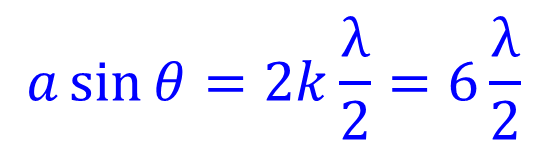 a sin θ = 2k λ/2 = 6 λ/2